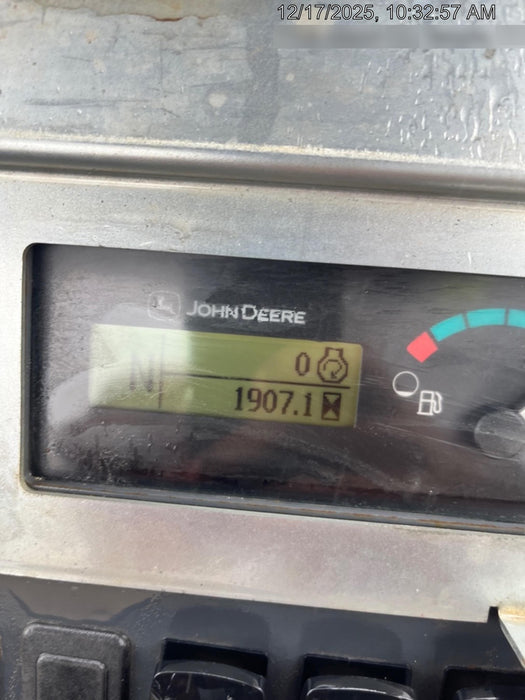 12/17/2025, 10:32:57 AM
JOHN DEERE
N
0
1907.1